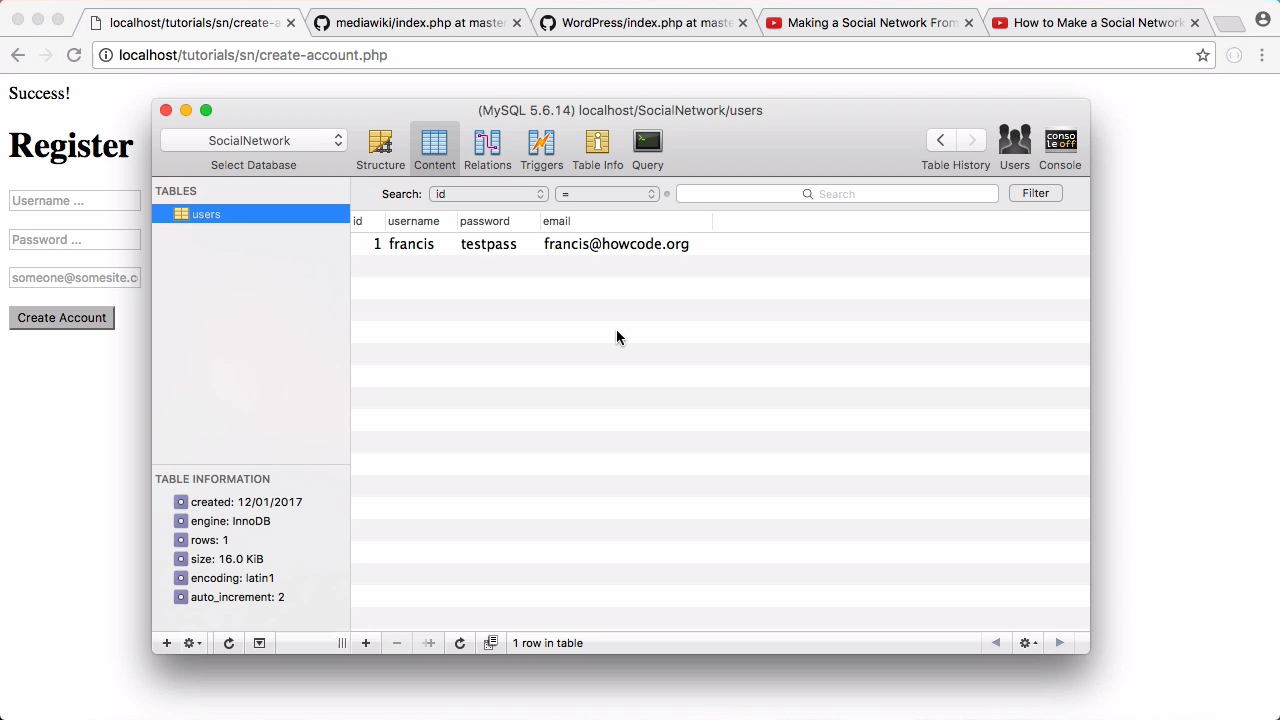 localhost/tutorials/sn/create-a
mediawiki/index.php at master
WordPress/index.php at maste
Making a Social Network From
How to Make a Social Network
localhost/tutorials/sn/create-account.php
Success!
Register
Username ...
Password ...
someone@somesite.c
Create Account
(MySQL 5.6.14) localhost/SocialNetwork/users
SocialNetwork
Select Database
Structure
Content
Relations
Triggers
Table Info
Query
Table History
Users
conso
le off
Console
TABLES
users
Search: id = Search Filter
id username password email
1 francis testpass francis@howcode.org
TABLE INFORMATION
created: 12/01/2017
engine: InnoDB
rows: 1
size: 16.0 KiB
encoding: latin1
auto_increment: 2
1 row in table